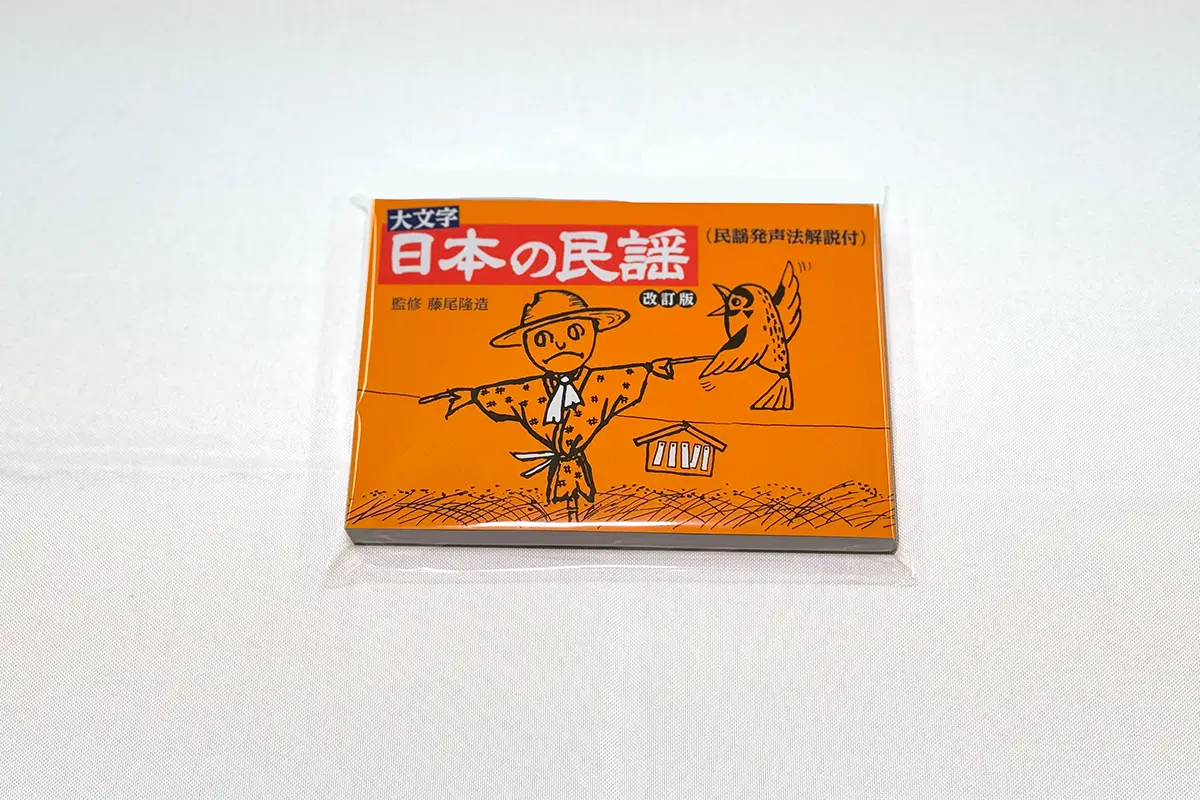 大文字
日本の民謡
(民謡発声法解説付)
改訂版
監修 藤尾隆造